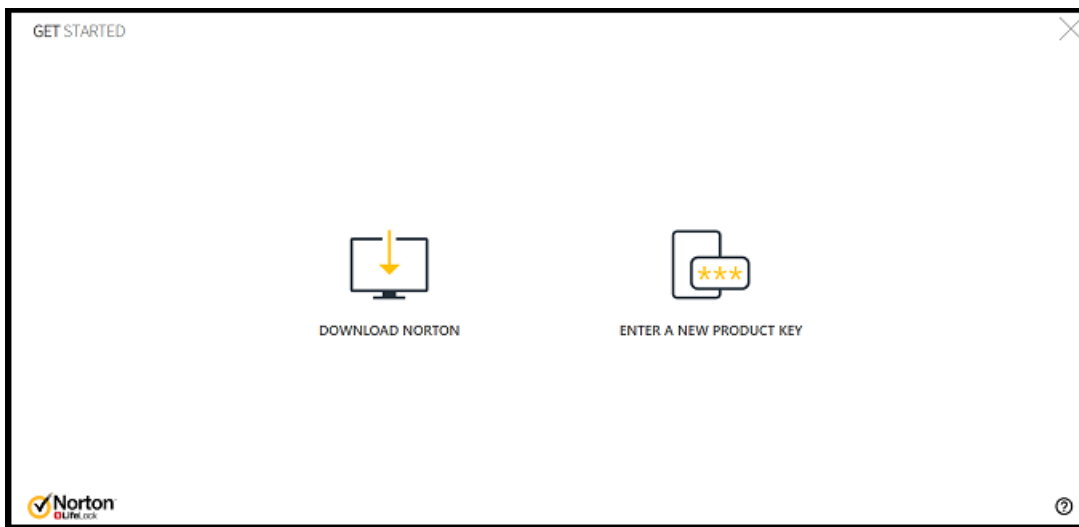 GET STARTED
***
DOWNLOAD NORTON
ENTER A NEW PRODUCT KEY
Norton
LifeLock
?